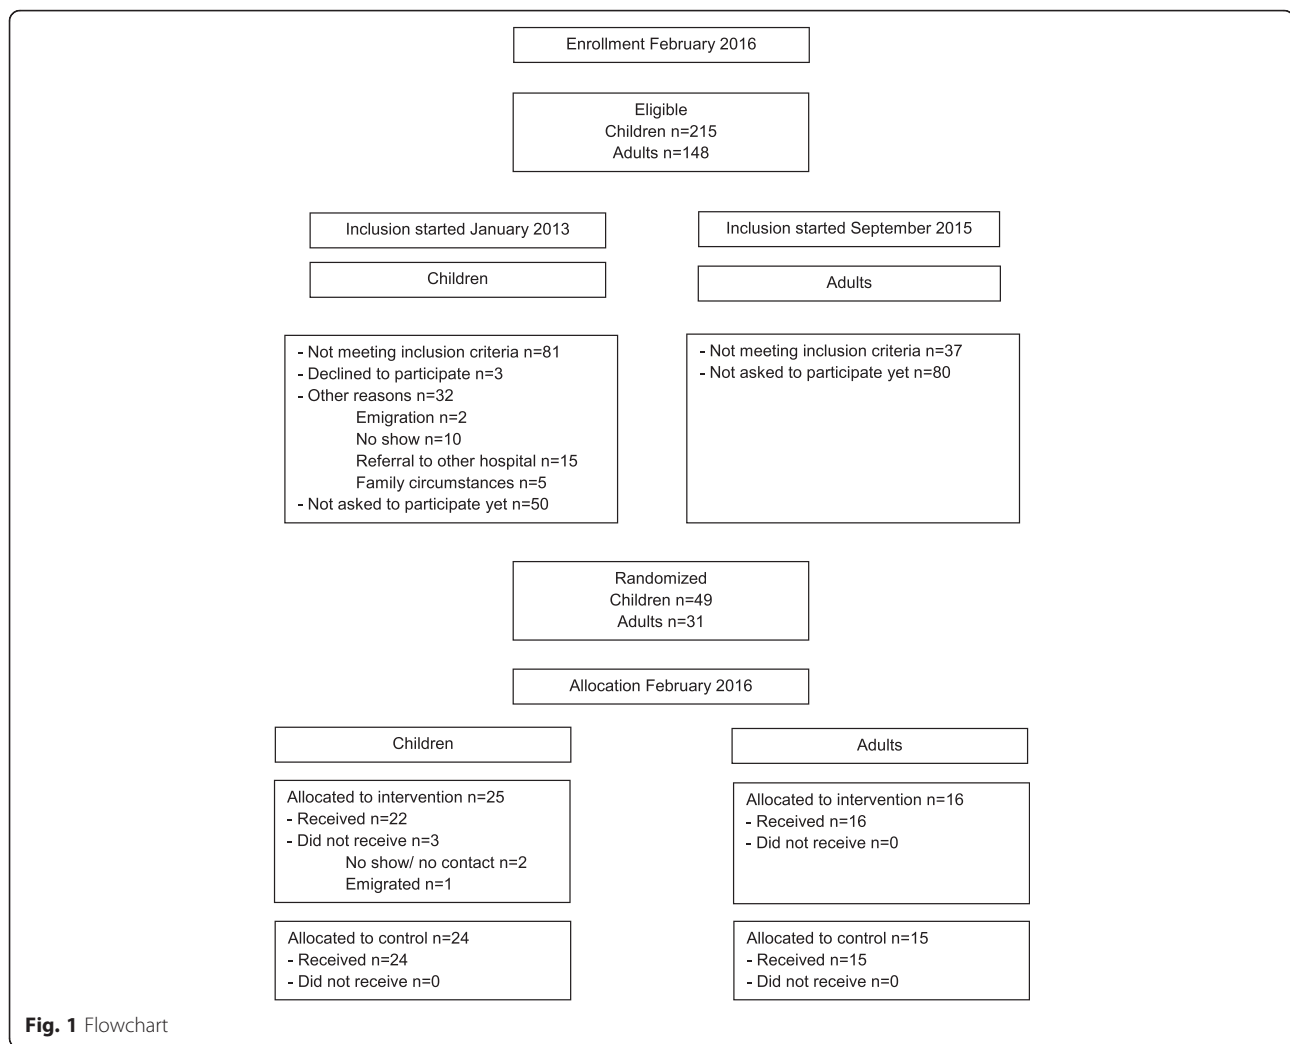 Enrollment February 2016
Eligible
Children n=215
Adults n=148
Inclusion started January 2013
Inclusion started September 2015
Children
Adults
- Not meeting inclusion criteria n=81
- Declined to participate n=3
- Other reasons n=32
Emigration n=2
No show n=10
Referral to other hospital n=15
Family circumstances n=5
- Not asked to participate yet n=50
- Not meeting inclusion criteria n=37
- Not asked to participate yet n=80
Randomized
Children n=49
Adults n=31
Allocation February 2016
Children
Adults
Allocated to intervention n=25
- Received n=22
- Did not receive n=3
No show/ no contact n=2
Emigrated n=1
Allocated to intervention n=16
- Received n=16
- Did not receive n=0
Allocated to control n=24
- Received n=24
- Did not receive n=0
Allocated to control n=15
- Received n=15
- Did not receive n=0
Fig. 1 Flowchart